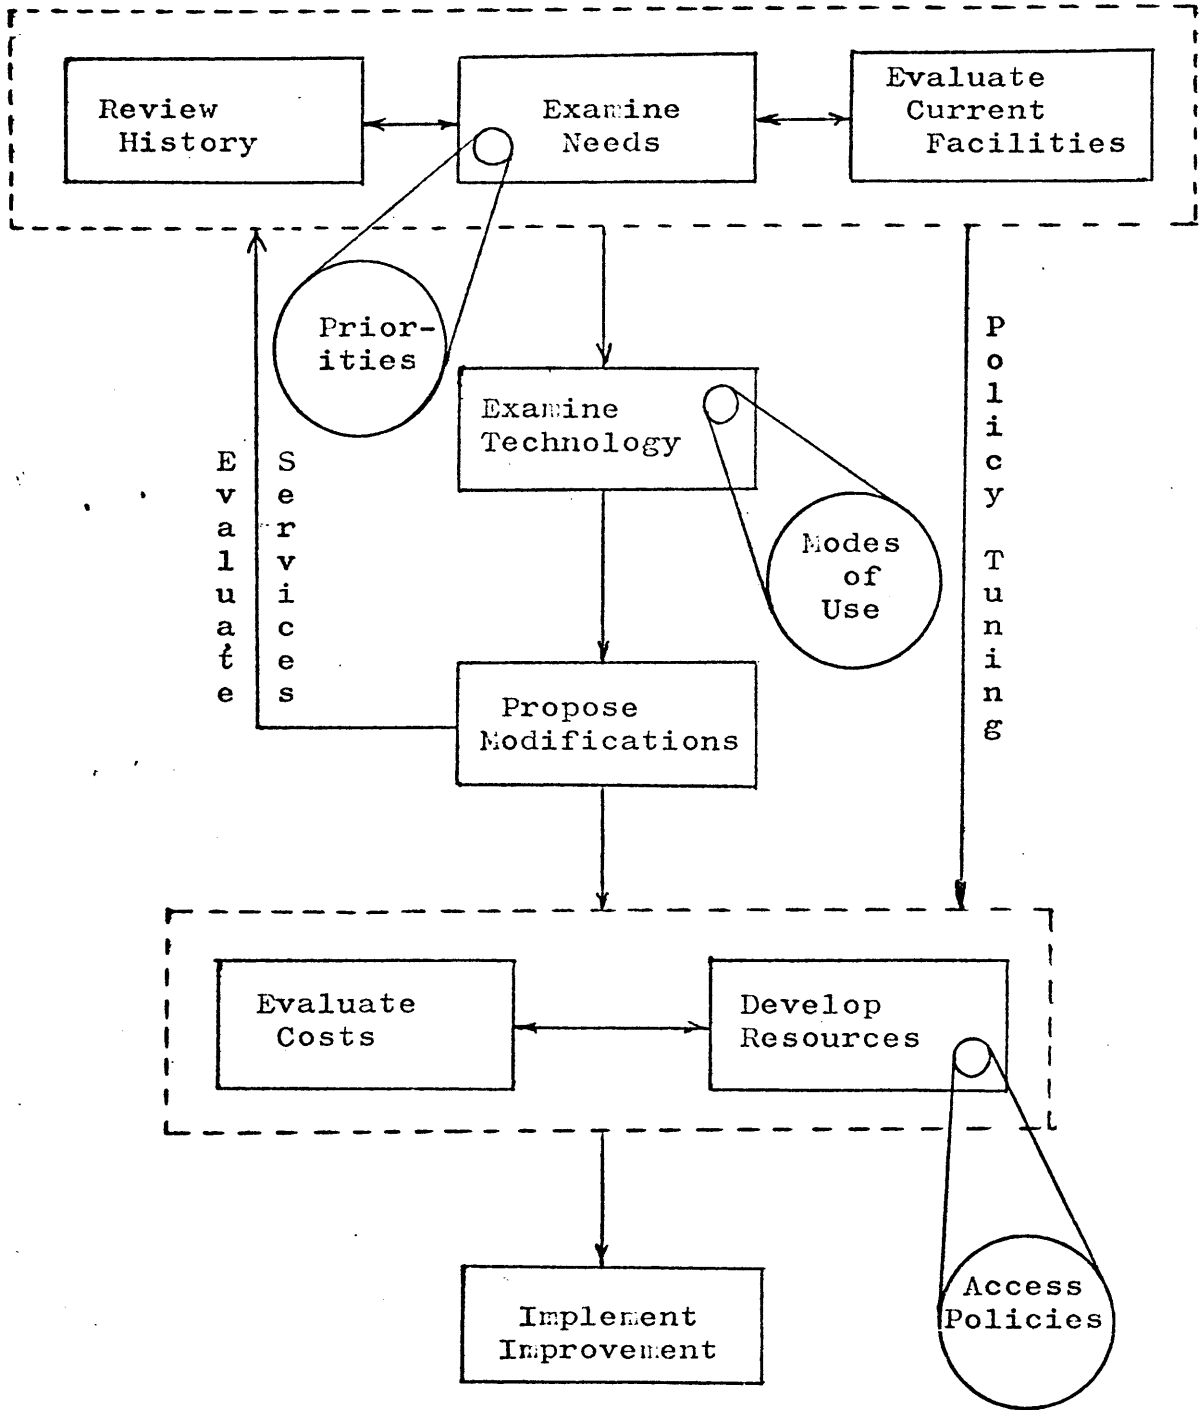 Review
History
Examine
Needs
Evaluate
Current
Facilities
Prior-
ities
Examine
Technology
Modes
of
Use
Evaluate
Services
Policy Tuning
Propose
Modifications
Evaluate
Costs
Develop
Resources
Access
Policies
Implement
Improvement